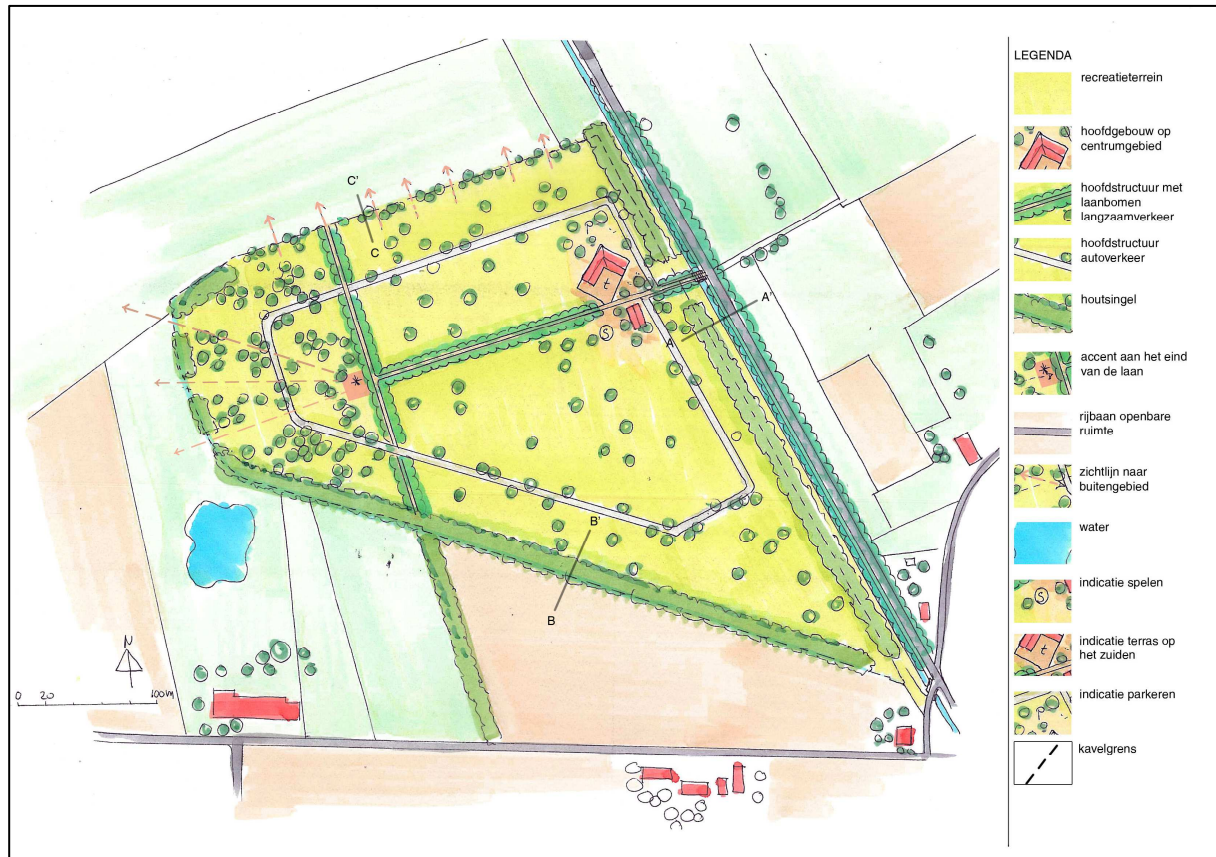 C'
C
t
S
A'
A
B'
B
N
0 20 100m
LEGENDA
recreatieterrein
hoofdgebouw op
centrumgebied
hoofdstructuur met
laanbomen
langzaamverkeer
hoofdstructuur
autoverkeer
houtsingel
accent aan het eind
van de laan
rijbaan openbare
ruimte
zichtlijn naar
buitengebied
water
S
indicatie spelen
t
indicatie terras op
het zuiden
P
indicatie parkeren
kavelgrens